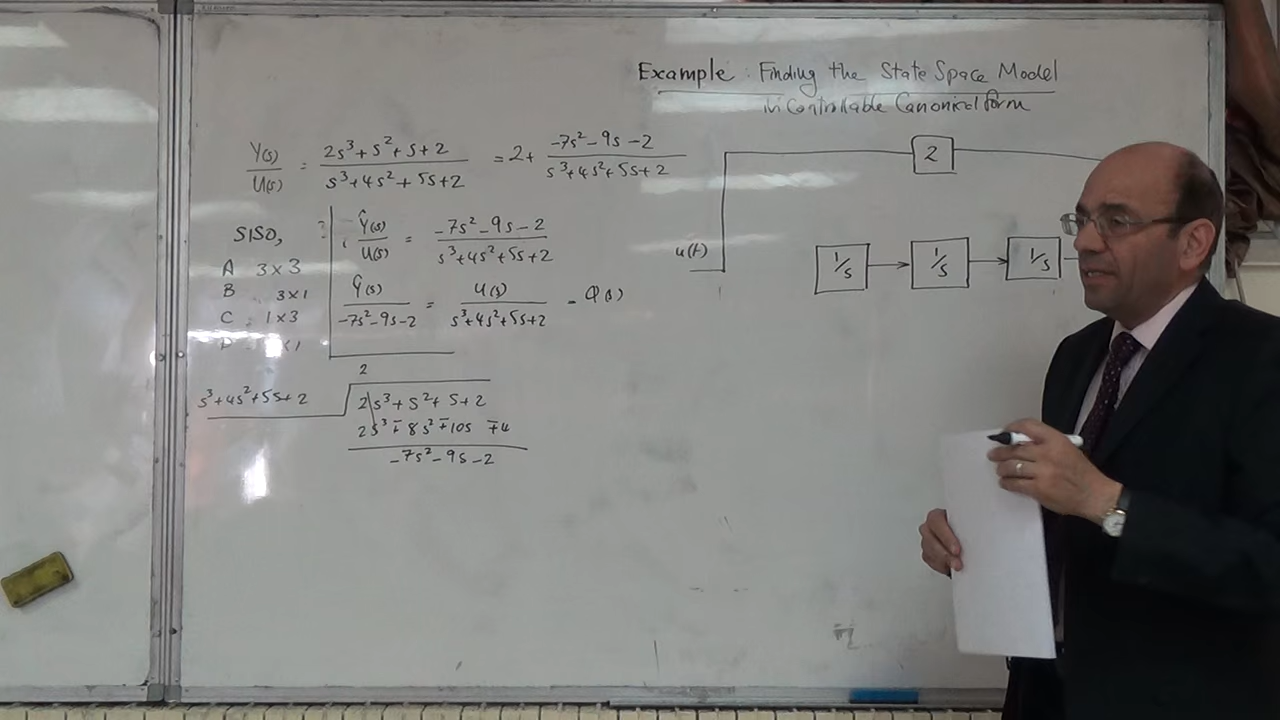 Example: Finding the State Space Model
in Controllable Canonical form
Y(s)/U(s) = (2s³+s²+s+2)/(s³+4s²+5s+2) = 2+ (-7s²-9s-2)/(s³+4s²+5s+2)
SISO, ?
A 3×3
B 3×1
C 1×3
×1
Ŷ(s)/U(s) = (-7s²-9s-2)/(s³+4s²+5s+2)
Ŷ(s)/(-7s²-9s-2) = U(s)/(s³+4s²+5s+2) = Q(s)
2
s³+4s²+5s+2
2s³+s²+s+2
2s³ ∓8s² ∓10s ∓4
-7s²-9s-2
2
u(t)
1/s
1/s
1/s